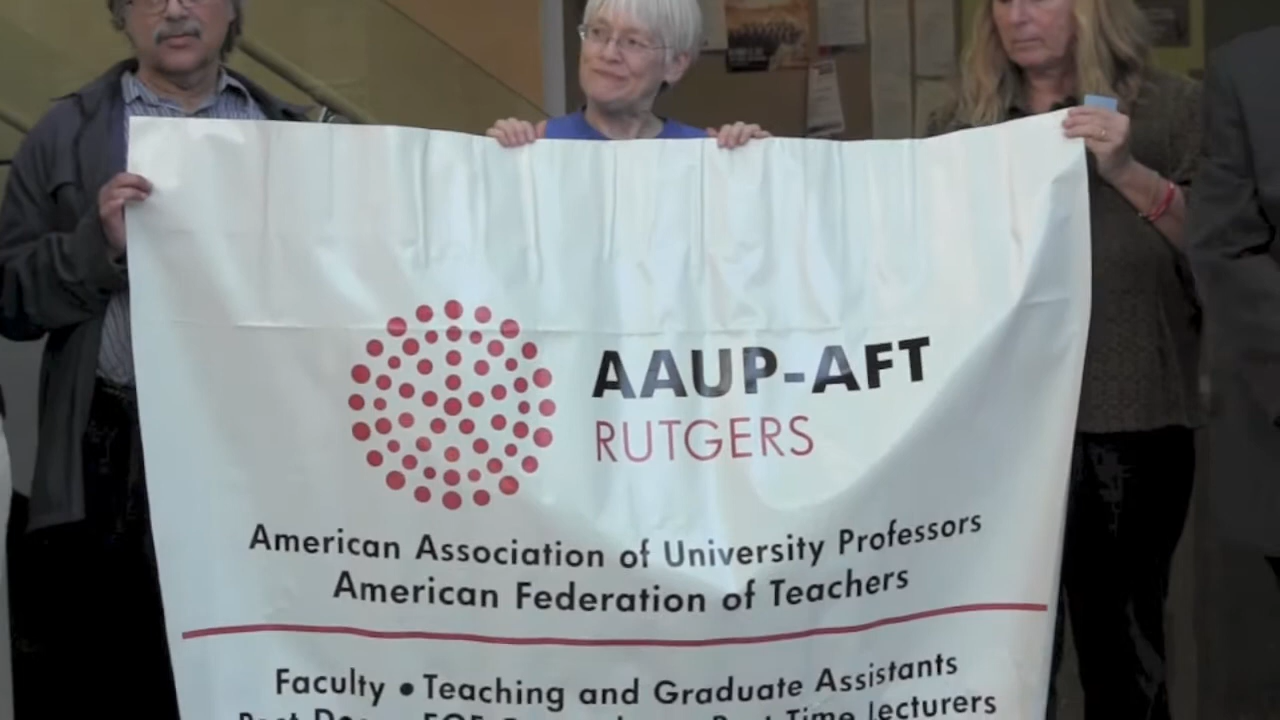 AAUP-AFT
RUTGERS
American Association of University Professors
American Federation of Teachers
Faculty • Teaching and Graduate Assistants
Time lecturers